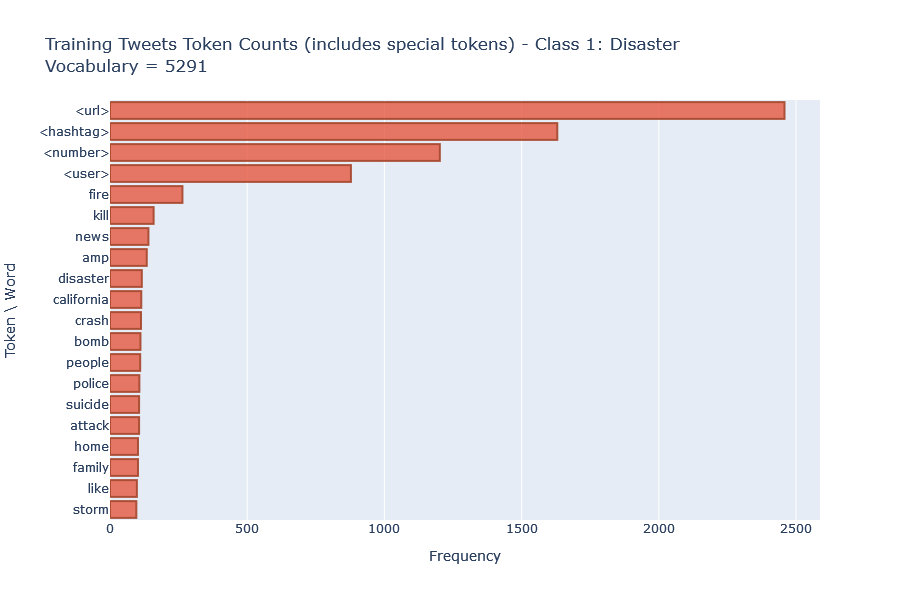 Training Tweets Token Counts (includes special tokens) - Class 1: Disaster
Vocabulary = 5291
<url>
<hashtag>
<number>
<user>
fire
kill
news
amp
disaster
california
crash
bomb
people
police
suicide
attack
home
family
like
storm
Token \ Word
0 500 1000 1500 2000 2500
Frequency